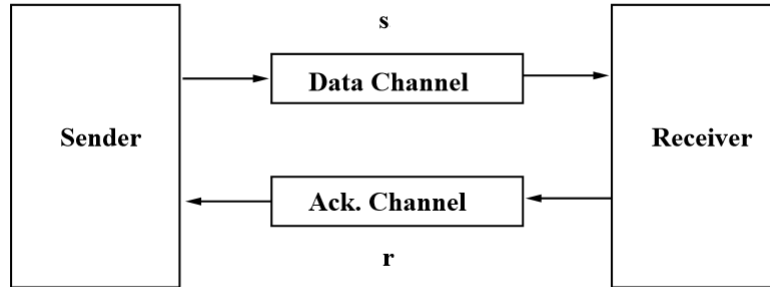 s
Data Channel
Sender
Receiver
Ack. Channel
r